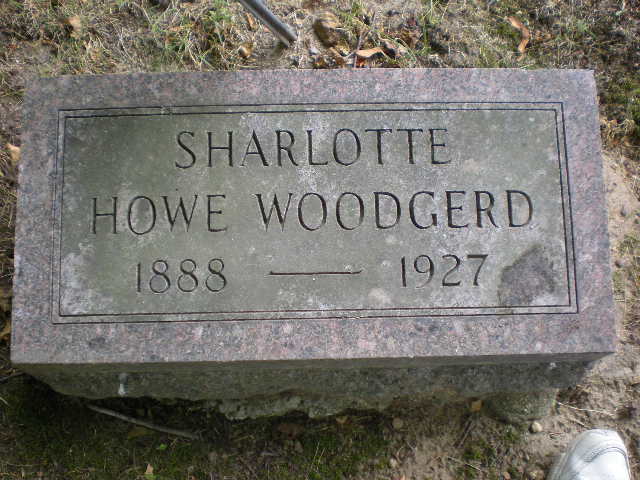 SHARLOTTE
HOWE WOODGERD
1888 — 1927